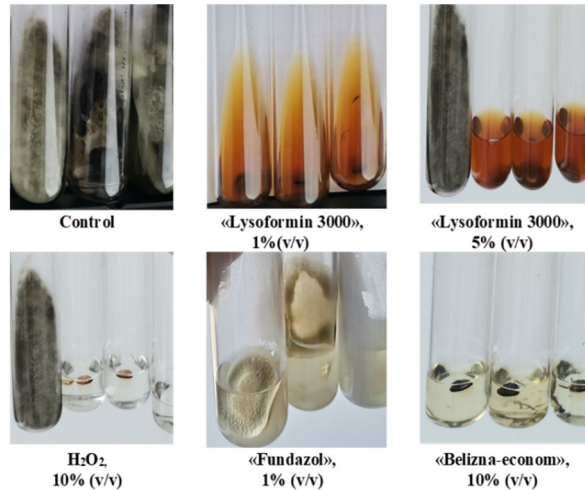 Control
«Lysoformin 3000»,
1%(v/v)
«Lysoformin 3000»,
5% (v/v)
H₂O₂,
10% (v/v)
«Fundazol»,
1% (v/v)
«Belizna-econom»,
10% (v/v)